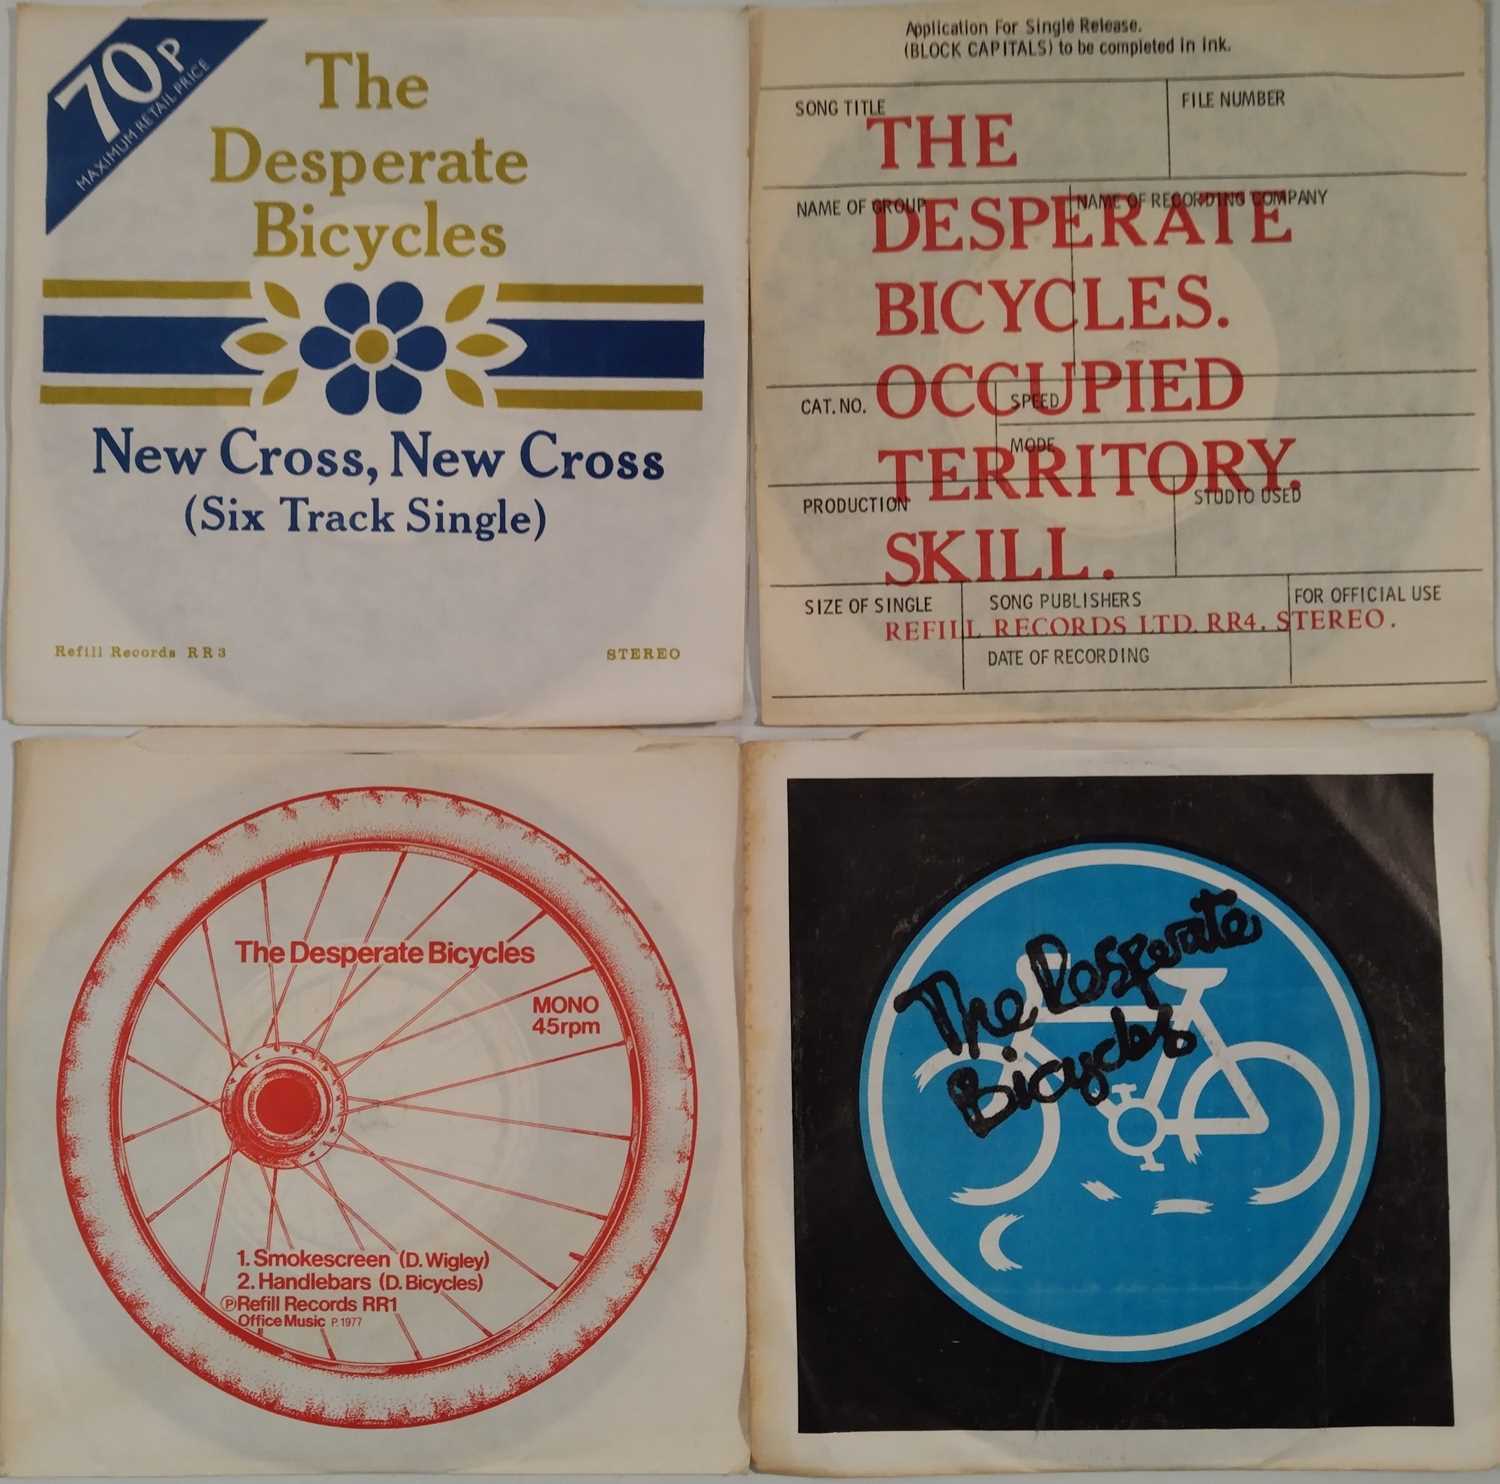 70P
MAXIMUM RETAIL PRICE
The
Desperate
Bicycles
New Cross, New Cross
(Six Track Single)
Refill Records RR3
STEREO
Application For Single Release.
(BLOCK CAPITALS) to be completed in ink.
SONG TITLE
FILE NUMBER
THE
NAME OF GROUP
NAME OF RECORDING COMPANY
DESPERATE
BICYCLES.
CAT. NO.
SPEED
OCCUPIED
MODE
TERRITORY.
PRODUCTION
STUDIO USED
SKILL.
SIZE OF SINGLE
SONG PUBLISHERS
FOR OFFICIAL USE
REFILL RECORDS LTD. RR4. STEREO.
DATE OF RECORDING
The Desperate Bicycles
MONO
45rpm
1. Smokescreen (D. Wigley)
2. Handlebars (D. Bicycles)
ⓅRefill Records RR1
Office Music P. 1977
The Desperate
Bicycles